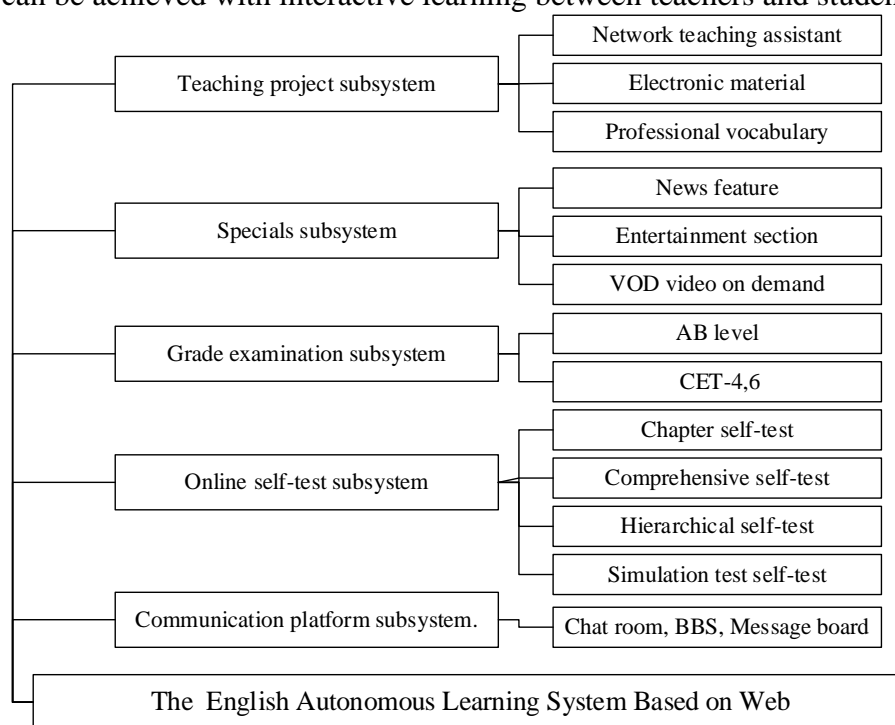 can be achieved with interactive learning between teachers and studen
Network teaching assistant
Teaching project subsystem
Electronic material
Professional vocabulary
News feature
Specials subsystem
Entertainment section
VOD video on demand
AB level
Grade examination subsystem
CET-4,6
Chapter self-test
Online self-test subsystem
Comprehensive self-test
Hierarchical self-test
Simulation test self-test
Communication platform subsystem.
Chat room, BBS, Message board
The English Autonomous Learning System Based on Web